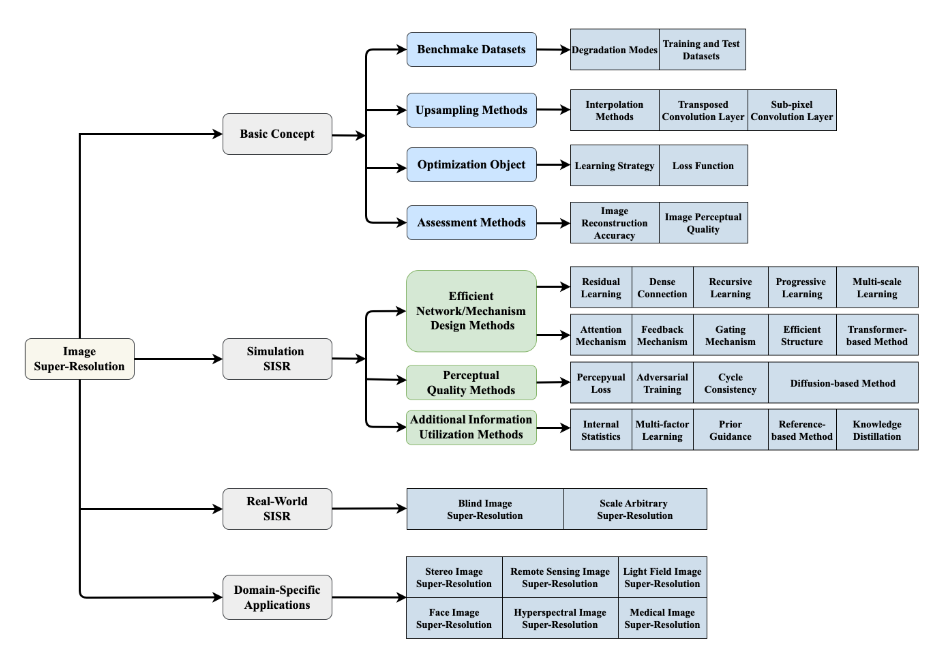 Image
Super-Resolution
Basic Concept
Benchmake Datasets
Degradation Modes
Training and Test
Datasets
Upsampling Methods
Interpolation
Methods
Transposed
Convolution Layer
Sub-pixel
Convolution Layer
Optimization Object
Learning Strategy
Loss Function
Assessment Methods
Image
Reconstruction
Accuracy
Image Perceptual
Quality
Simulation
SISR
Efficient
Network/Mechanism
Design Methods
Residual
Learning
Dense
Connection
Recursive
Learning
Progressive
Learning
Multi-scale
Learning
Attention
Mechanism
Feedback
Mechanism
Gating
Mechanism
Efficient
Structure
Transformer-
based Method
Perceptual
Quality Methods
Percepyual
Loss
Adversarial
Training
Cycle
Consistency
Diffusion-based Method
Additional Information
Utilization Methods
Internal
Statistics
Multi-factor
Learning
Prior
Guidance
Reference-
based Method
Knowledge
Distillation
Real-World
SISR
Blind Image
Super-Resolution
Scale Arbitrary
Super-Resolution
Domain-Specific
Applications
Stereo Image
Super-Resolution
Remote Sensing Image
Super-Resolution
Light Field Image
Super-Resolution
Face Image
Super-Resolution
Hyperspectral Image
Super-Resolution
Medical Image
Super-Resolution